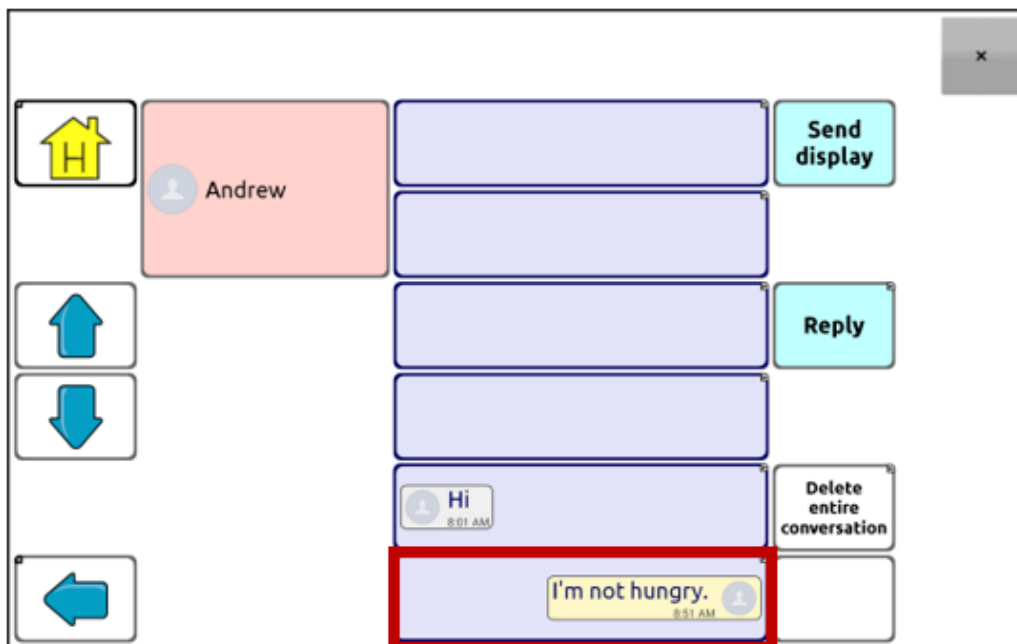 ×
H
Andrew
Send
display
Reply
Hi
8:01 AM
Delete
entire
conversation
I'm not hungry.
8:51 AM